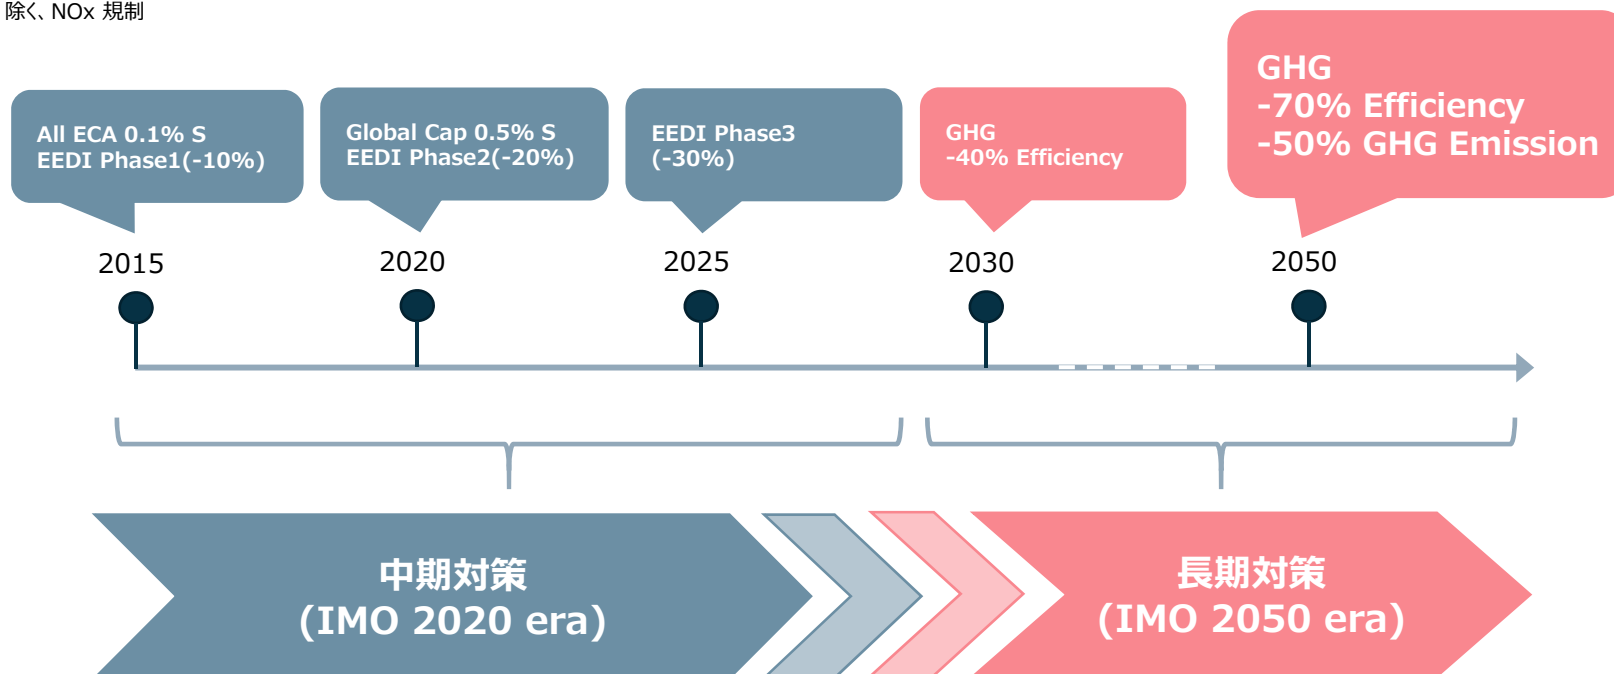 除く、NOx 規制
All ECA 0.1% S
EEDI Phase1(-10%)
Global Cap 0.5% S
EEDI Phase2(-20%)
EEDI Phase3
(-30%)
GHG
-40% Efficiency
GHG
-70% Efficiency
-50% GHG Emission
2015
2020
2025
2030
2050
中期対策
(IMO 2020 era)
長期対策
(IMO 2050 era)